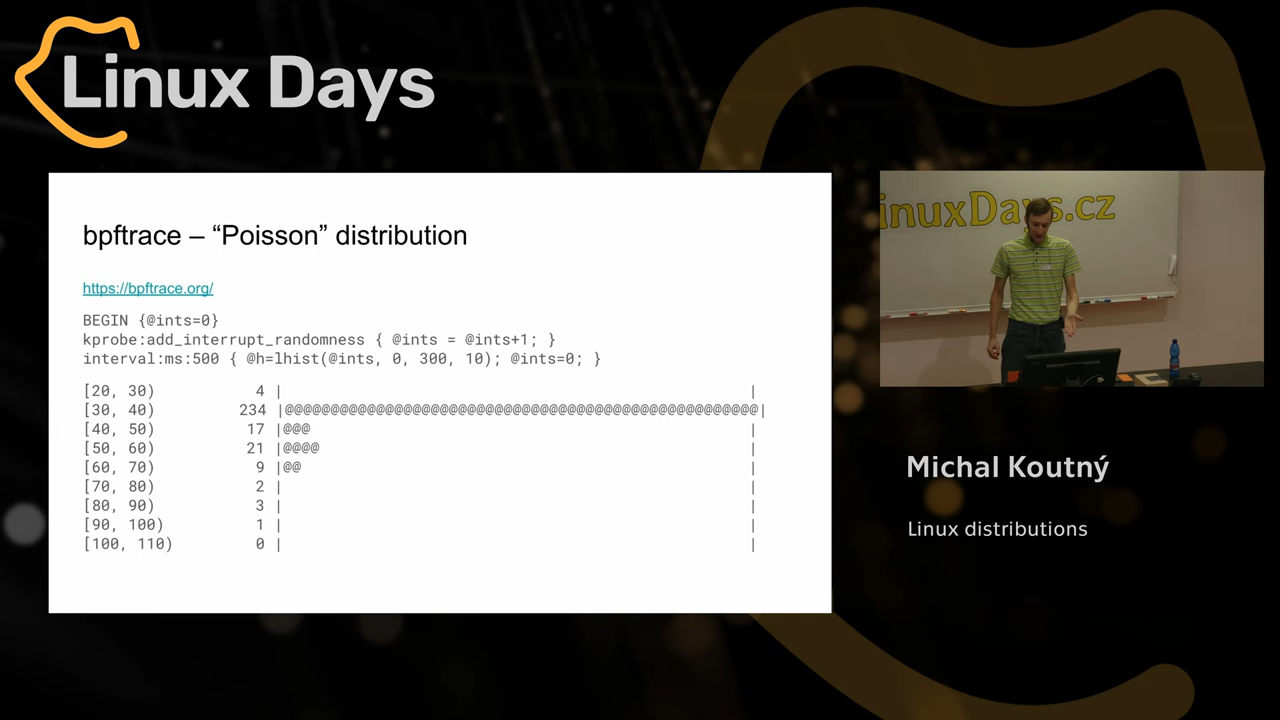 Linux Days
bpftrace – “Poisson” distribution
https://bpftrace.org/
BEGIN {@ints=0}
kprobe:add_interrupt_randomness { @ints = @ints+1; }
interval:ms:500 { @h=lhist(@ints, 0, 300, 10); @ints=0; }
[20, 30) 4 | |
[30, 40) 234 |@@@@@@@@@@@@@@@@@@@@@@@@@@@@@@@@@@@@@@@@@@@@@@@@@@@@|
[40, 50) 17 |@@@ |
[50, 60) 21 |@@@@ |
[60, 70) 9 |@@ |
[70, 80) 2 | |
[80, 90) 3 | |
[90, 100) 1 | |
[100, 110) 0 | |
inuxDays.cz
Michal Koutný
Linux distributions